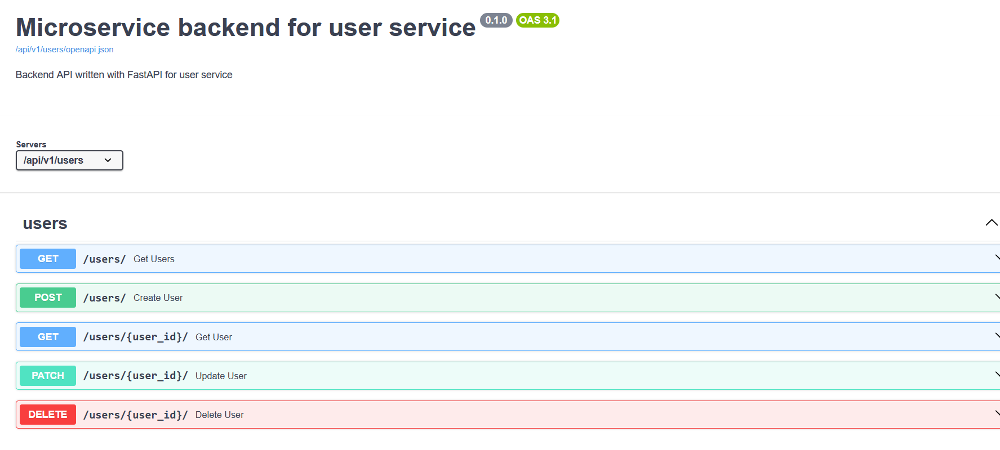 Microservice backend for user service 0.1.0 OAS 3.1
/api/v1/users/openapi.json
Backend API written with FastAPI for user service
Servers
/api/v1/users
users
GET /users/ Get Users
POST /users/ Create User
GET /users/{user_id}/ Get User
PATCH /users/{user_id}/ Update User
DELETE /users/{user_id}/ Delete User